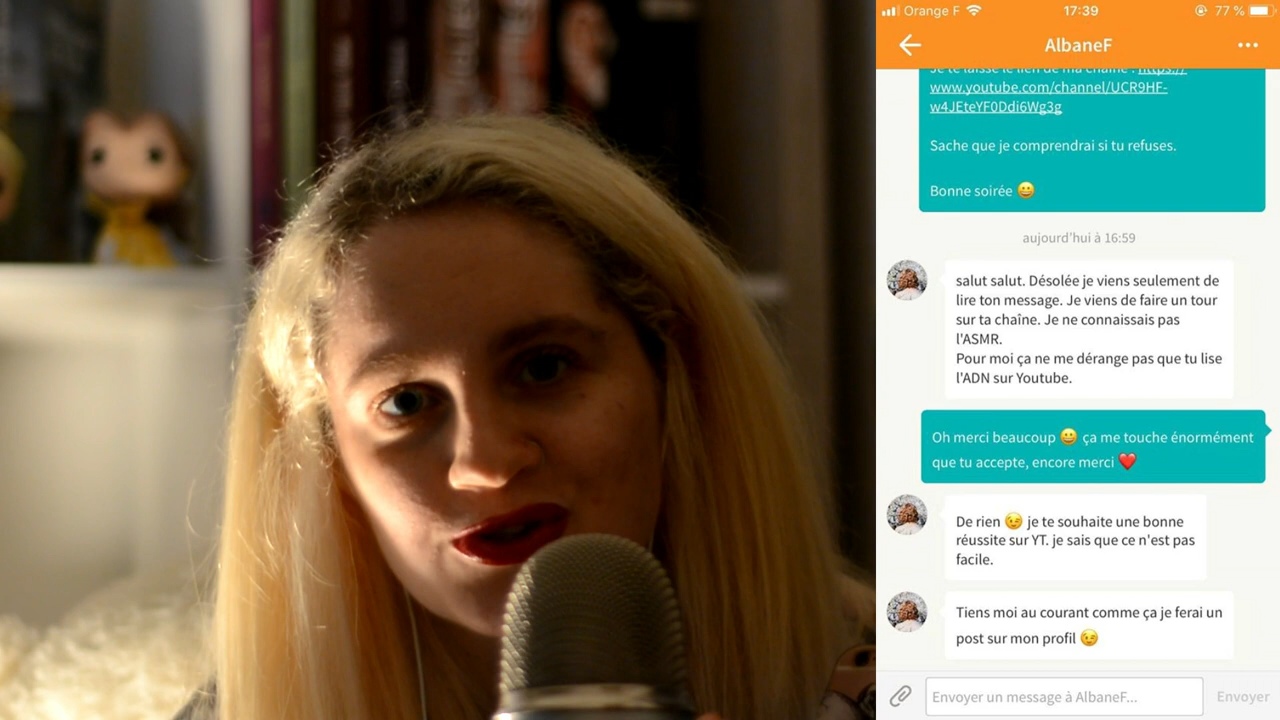 Orange F 17:39 77 %
AlbaneF
Je te laisse le lien de ma chaîne : https://
www.youtube.com/channel/UCR9HF-
w4JEteYF0Ddi6Wg3g
Sache que je comprendrai si tu refuses.
Bonne soirée 😀
aujourd'hui à 16:59
salut salut. Désolée je viens seulement de
lire ton message. Je viens de faire un tour
sur ta chaîne. Je ne connaissais pas
l'ASMR.
Pour moi ça ne me dérange pas que tu lise
l'ADN sur Youtube.
Oh merci beaucoup 😀 ça me touche énormément
que tu accepte, encore merci ❤️
De rien 😉 je te souhaite une bonne
réussite sur YT. je sais que ce n'est pas
facile.
Tiens moi au courant comme ça je ferai un
post sur mon profil 😉
Envoyer un message à AlbaneF...
Envoyer